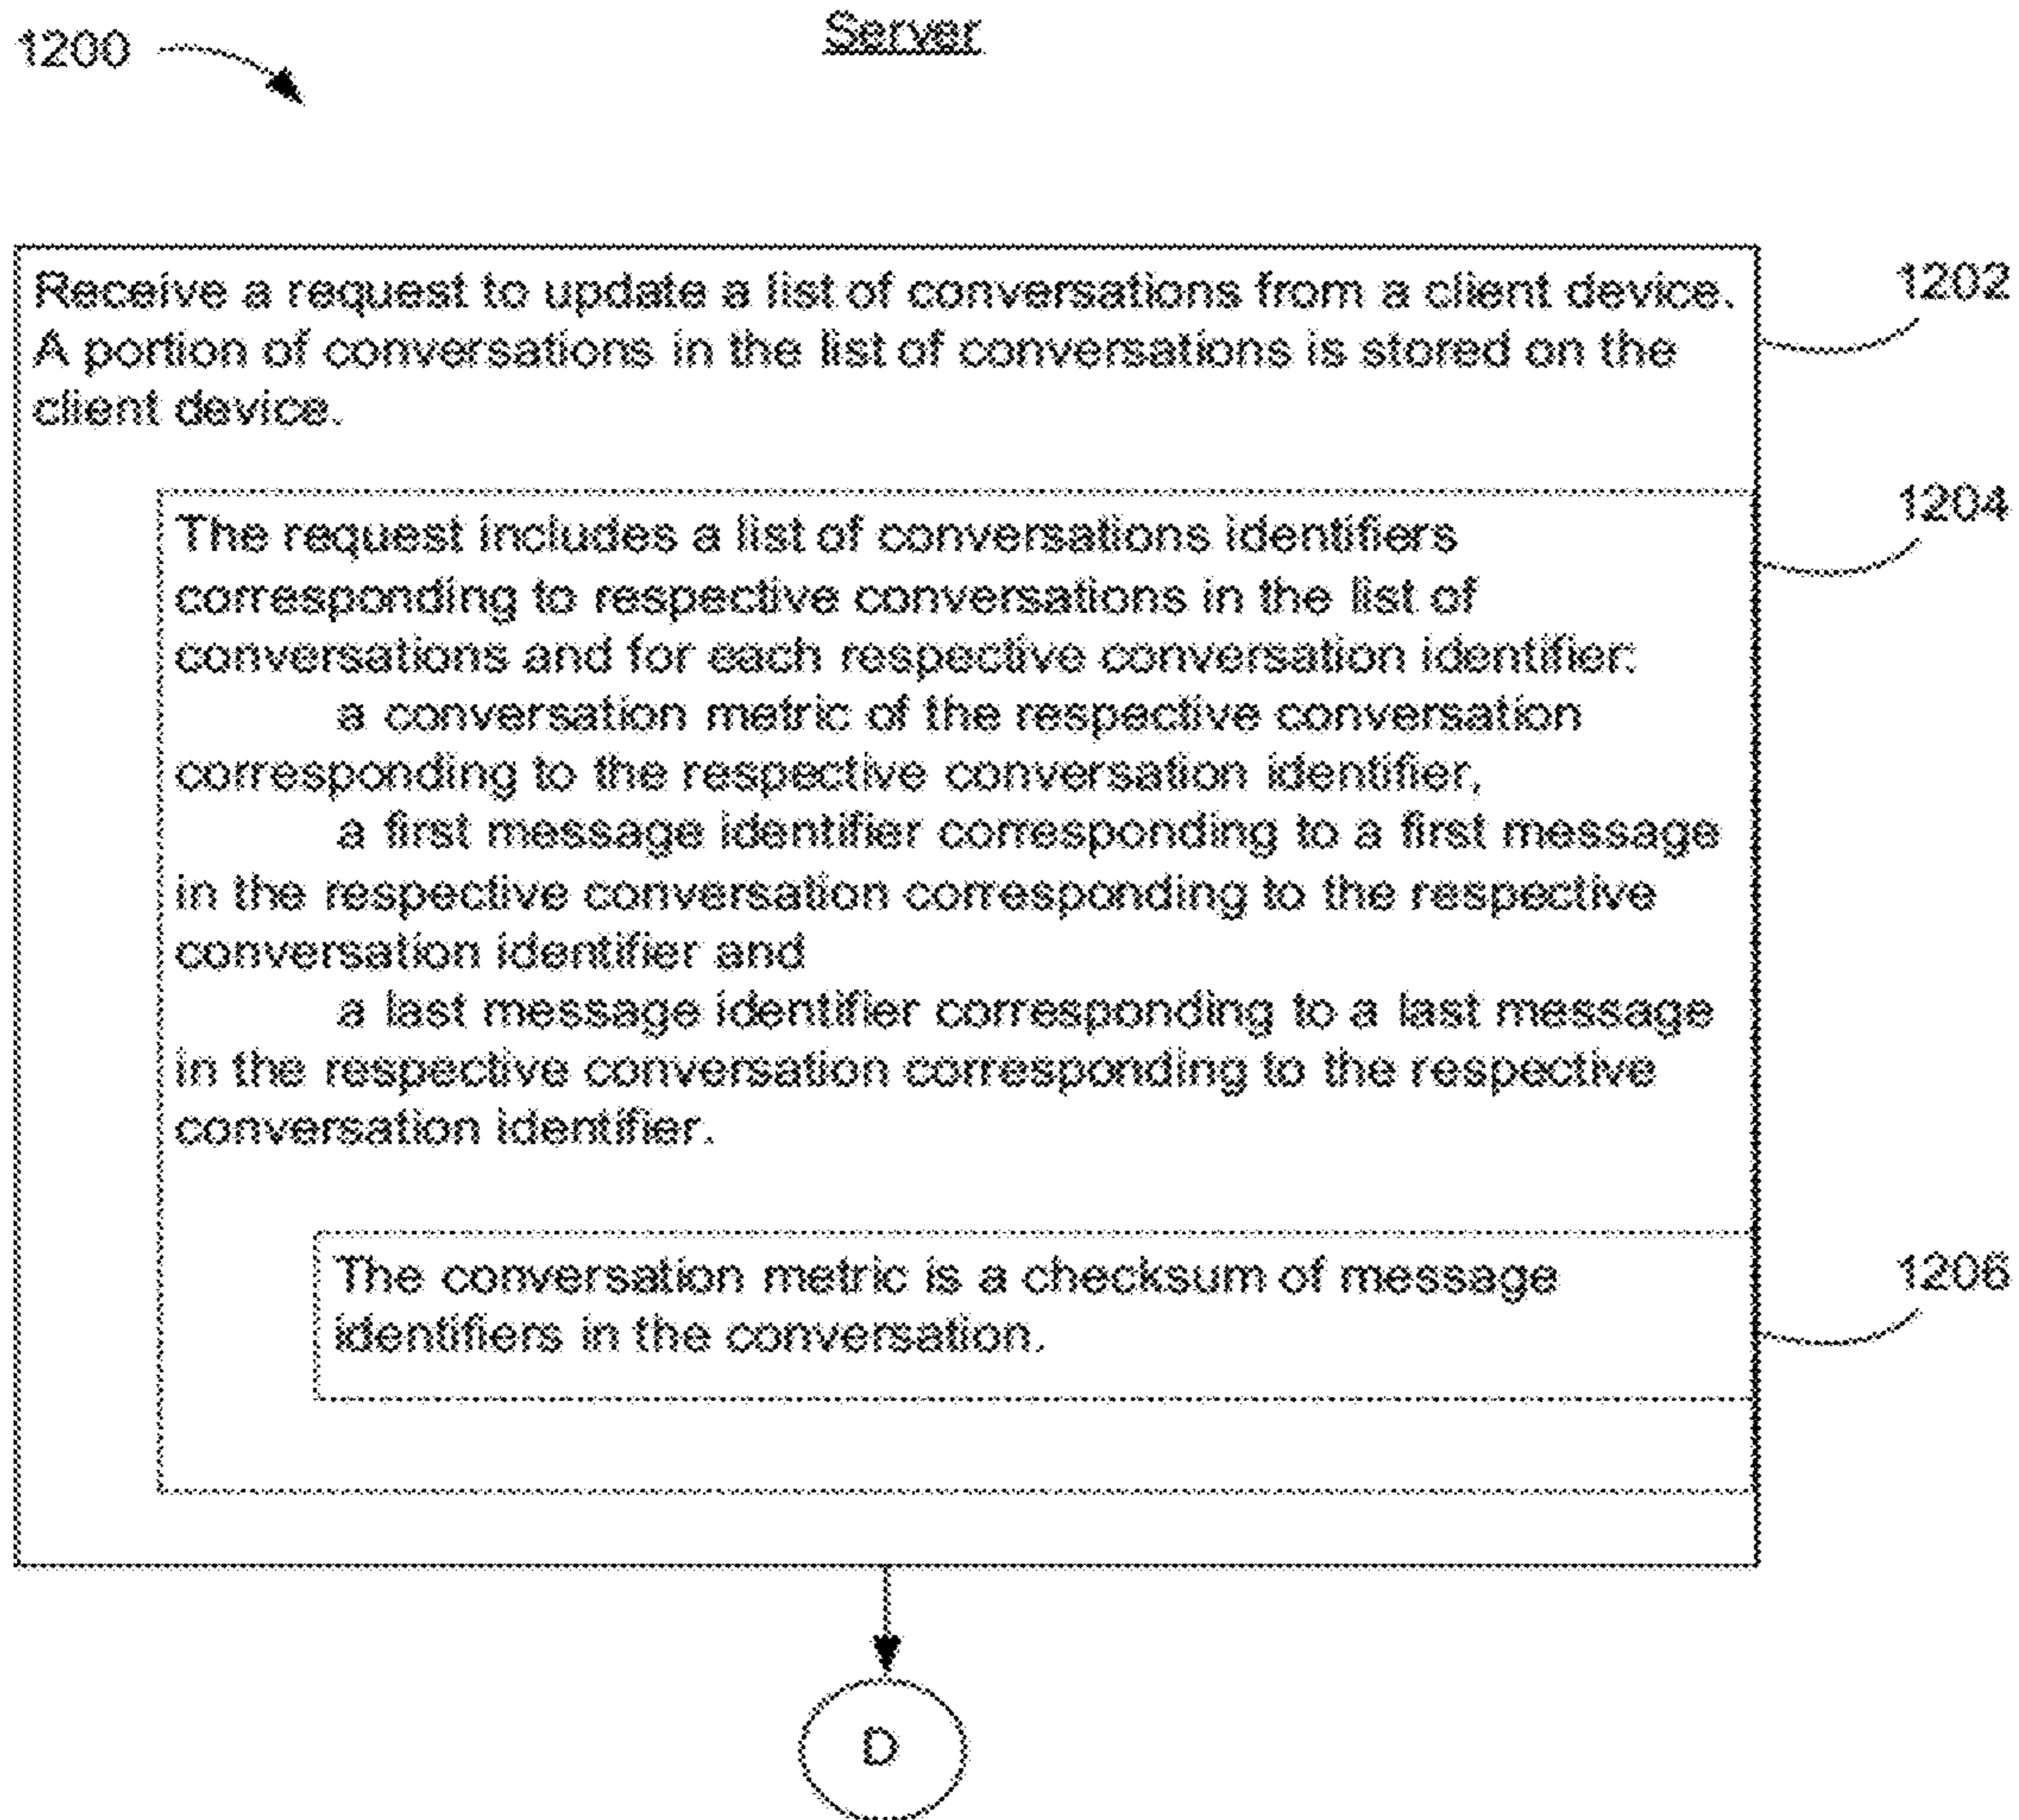 1200
Server
Receive a request to update a list of conversations from a client device.
1202
A portion of conversations in the list of conversations is stored on the
client device.
1204
The request includes a list of conversations identifiers
corresponding to respective conversations in the list of
conversations and for each respective conversation identifier:
a conversation metric of the respective conversation
corresponding to the respective conversation identifier,
a first message identifier corresponding to a first message
in the respective conversation corresponding to the respective
conversation identifier and
a last message identifier corresponding to a last message
in the respective conversation corresponding to the respective
conversation identifier.
1206
The conversation metric is a checksum of message
identifiers in the conversation.
D